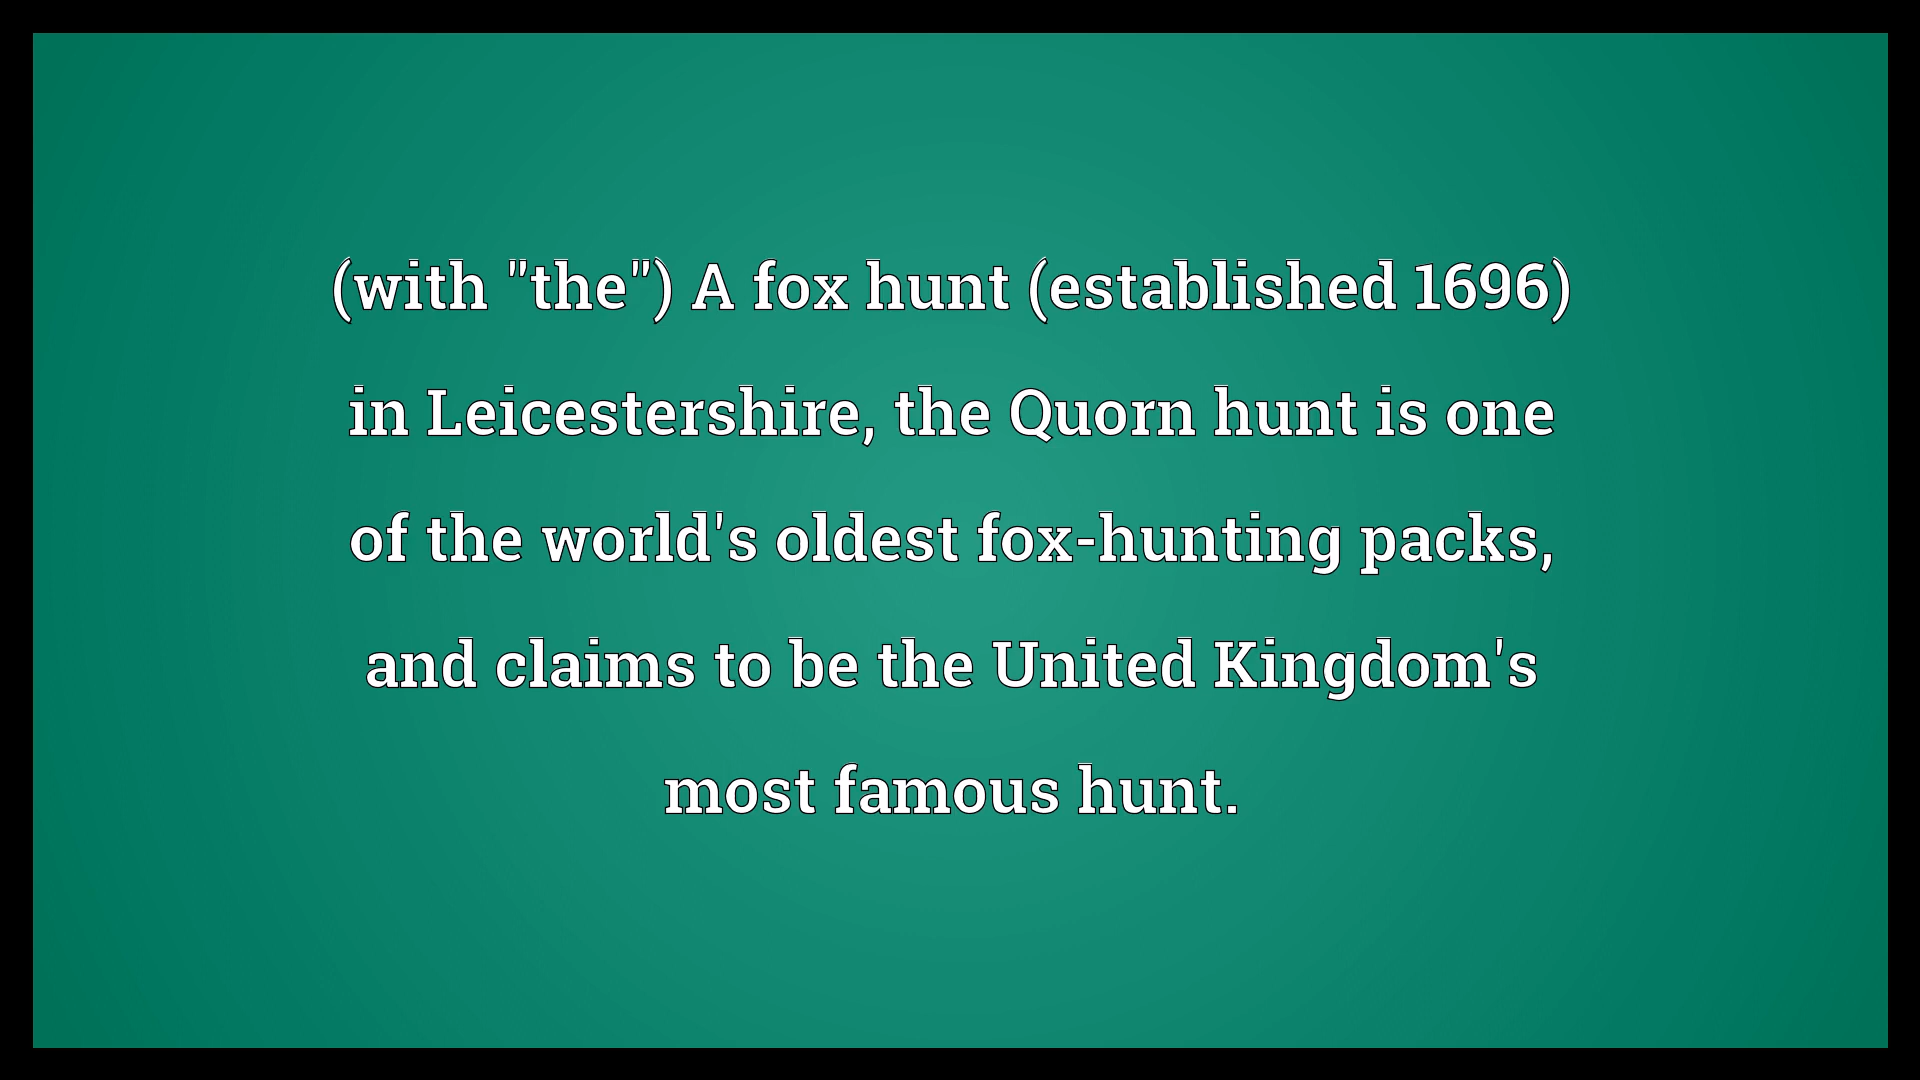 (with "the") A fox hunt (established 1696)
in Leicestershire, the Quorn hunt is one
of the world's oldest fox-hunting packs,
and claims to be the United Kingdom's
most famous hunt.